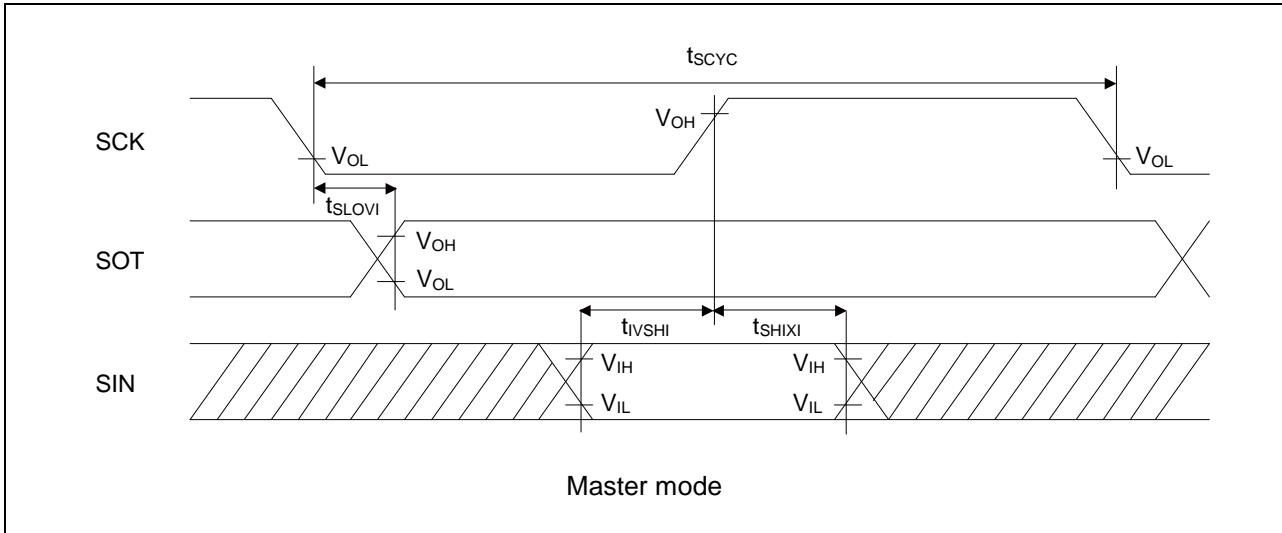 tSCYC
SCK
VOH
VOL
VOL
tSLOVI
SOT
VOH
VOL
tIVSHI
tSHIXI
SIN
VIH
VIH
VIL
VIL
Master mode